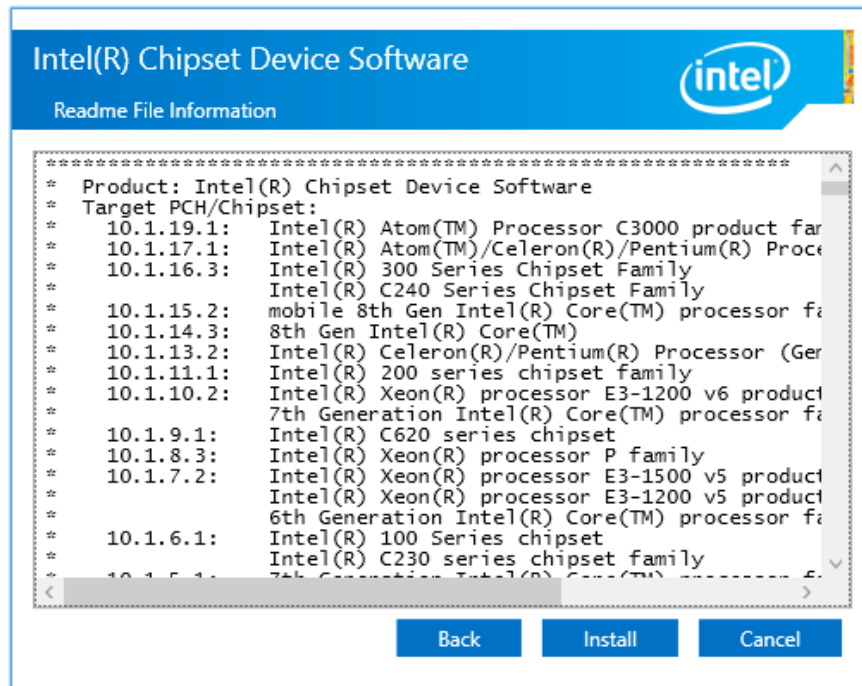 Intel(R) Chipset Device Software
intel
Readme File Information
************************************************************
* Product: Intel(R) Chipset Device Software
* Target PCH/Chipset:
* 10.1.19.1: Intel(R) Atom(TM) Processor C3000 product
* 10.1.17.1: Intel(R) Atom(TM)/Celeron(R)/Pentium(R)
* 10.1.16.3: Intel(R) 300 Series Chipset Family
* Intel(R) C240 Series Chipset Family
* 10.1.15.2: mobile 8th Gen Intel(R) Core(TM) processor
* 10.1.14.3: 8th Gen Intel(R) Core(TM)
* 10.1.13.2: Intel(R) Celeron(R)/Pentium(R) Processor
* 10.1.11.1: Intel(R) 200 series chipset family
* 10.1.10.2: Intel(R) Xeon(R) processor E3-1200 v6 product
* 7th Generation Intel(R) Core(TM) processor
* 10.1.9.1: Intel(R) C620 series chipset
* 10.1.8.3: Intel(R) Xeon(R) processor P family
* 10.1.7.2: Intel(R) Xeon(R) processor E3-1500 v5 product
* Intel(R) Xeon(R) processor E3-1200 v5 product
* 6th Generation Intel(R) Core(TM) processor
* 10.1.6.1: Intel(R) 100 Series chipset
* Intel(R) C230 series chipset family
Back Install Cancel